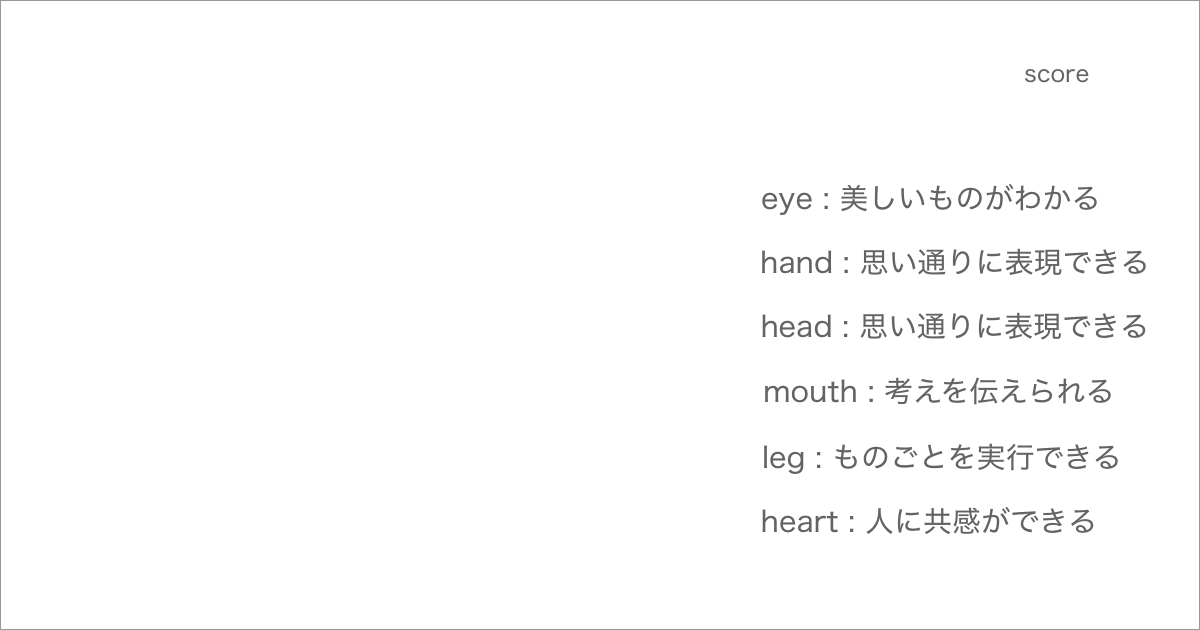 score
eye : 美しいものがわかる
hand : 思い通りに表現できる
head : 思い通りに表現できる
mouth : 考えを伝えられる
leg : ものごとを実行できる
heart : 人に共感ができる